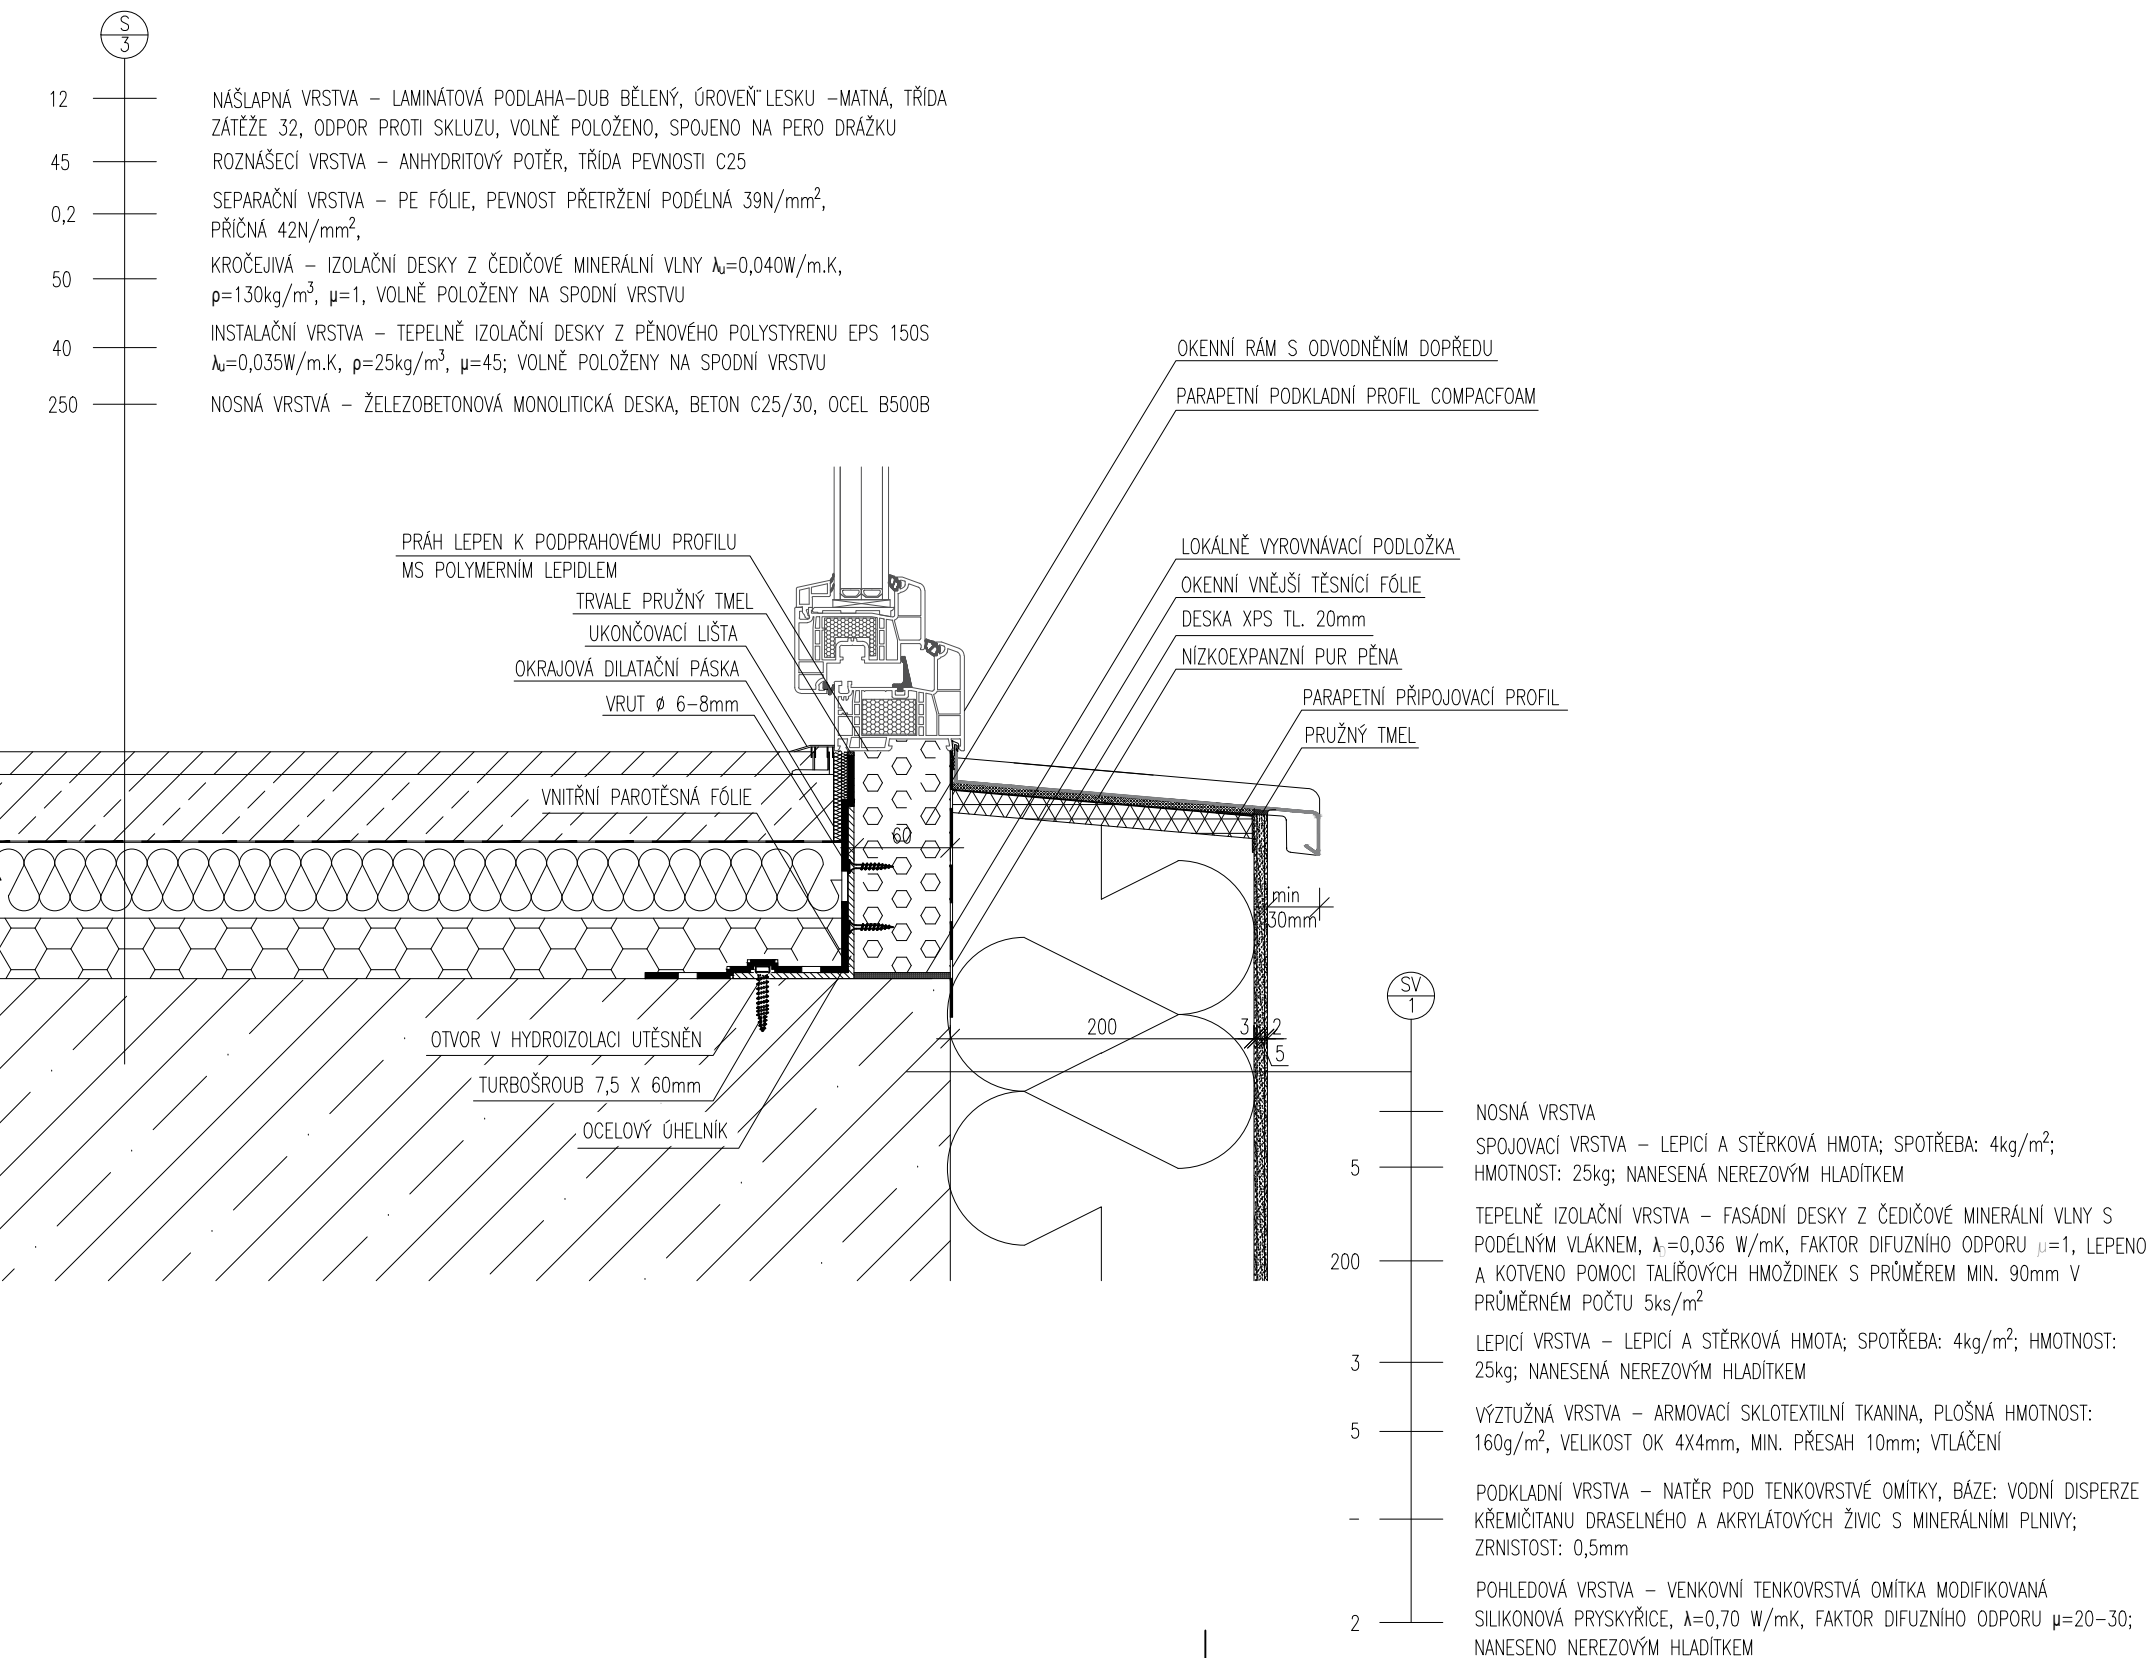 S
3
12
NÁŠLAPNÁ VRSTVA – LAMINÁTOVÁ PODLAHA–DUB BĚLENÝ, ÚROVEŇ LESKU –MATNÁ, TŘÍDA
ZÁTĚŽE 32, ODPOR PROTI SKLUZU, VOLNĚ POLOŽENO, SPOJENO NA PERO DRÁŽKU
45
ROZNÁŠECÍ VRSTVA – ANHYDRITOVÝ POTĚR, TŘÍDA PEVNOSTI C25
0,2
SEPARAČNÍ VRSTVA – PE FÓLIE, PEVNOST PŘETRŽENÍ PODÉLNÁ 39N/mm²,
PŘÍČNÁ 42N/mm²,
50
KROČEJIVÁ – IZOLAČNÍ DESKY Z ČEDIČOVÉ MINERÁLNÍ VLNY λu=0,040W/m.K,
ρ=130kg/m³, μ=1, VOLNĚ POLOŽENY NA SPODNÍ VRSTVU
40
INSTALAČNÍ VRSTVA – TEPELNĚ IZOLAČNÍ DESKY Z PĚNOVÉHO POLYSTYRENU EPS 150S
λu=0,035W/m.K, ρ=25kg/m³, μ=45; VOLNĚ POLOŽENY NA SPODNÍ VRSTVU
250
NOSNÁ VRSTVÁ – ŽELEZOBETONOVÁ MONOLITICKÁ DESKA, BETON C25/30, OCEL B500B
OKENNÍ RÁM S ODVODNĚNÍM DOPŘEDU
PARAPETNÍ PODKLADNÍ PROFIL COMPACFOAM
PRÁH LEPEN K PODPRAHOVÉMU PROFILU
MS POLYMERNÍM LEPIDLEM
TRVALE PRUŽNÝ TMEL
UKONČOVACÍ LIŠTA
OKRAJOVÁ DILATAČNÍ PÁSKA
VRUT ø 6–8mm
LOKÁLNĚ VYROVNÁVACÍ PODLOŽKA
OKENNÍ VNĚJŠÍ TĚSNÍCÍ FÓLIE
DESKA XPS TL. 20mm
NÍZKOEXPANZNÍ PUR PĚNA
PARAPETNÍ PŘIPOJOVACÍ PROFIL
PRUŽNÝ TMEL
VNITŘNÍ PAROTĚSNÁ FÓLIE
60
min
30mm
200
3
2
5
OTVOR V HYDROIZOLACI UTĚSNĚN
TURBOŠROUB 7,5 X 60mm
OCELOVÝ ÚHELNÍK
SV
1
NOSNÁ VRSTVA
5
SPOJOVACÍ VRSTVA – LEPICÍ A STĚRKOVÁ HMOTA; SPOTŘEBA: 4kg/m²;
HMOTNOST: 25kg; NANESENÁ NEREZOVÝM HLADÍTKEM
200
TEPELNĚ IZOLAČNÍ VRSTVA – FASÁDNÍ DESKY Z ČEDIČOVÉ MINERÁLNÍ VLNY S
PODÉLNÝM VLÁKNEM, λD=0,036 W/mK, FAKTOR DIFUZNÍHO ODPORU μ=1, LEPENO
A KOTVENO POMOCI TALÍŘOVÝCH HMOŽDINEK S PRŮMĚREM MIN. 90mm V
PRŮMĚRNÉM POČTU 5ks/m²
3
LEPICÍ VRSTVA – LEPICÍ A STĚRKOVÁ HMOTA; SPOTŘEBA: 4kg/m²; HMOTNOST:
25kg; NANESENÁ NEREZOVÝM HLADÍTKEM
5
VÝZTUŽNÁ VRSTVA – ARMOVACÍ SKLOTEXTILNÍ TKANINA, PLOŠNÁ HMOTNOST:
160g/m², VELIKOST OK 4X4mm, MIN. PŘESAH 10mm; VTLÁČENÍ
–
PODKLADNÍ VRSTVA – NATĚR POD TENKOVRSTVÉ OMÍTKY, BÁZE: VODNÍ DISPERZE
KŘEMIČITANU DRASELNÉHO A AKRYLÁTOVÝCH ŽIVIC S MINERÁLNÍMI PLNIVY;
ZRNISTOST: 0,5mm
2
POHLEDOVÁ VRSTVA – VENKOVNÍ TENKOVRSTVÁ OMÍTKA MODIFIKOVANÁ
SILIKONOVÁ PRYSKYŘICE, λ=0,70 W/mK, FAKTOR DIFUZNÍHO ODPORU μ=20–30;
NANESENO NEREZOVÝM HLADÍTKEM